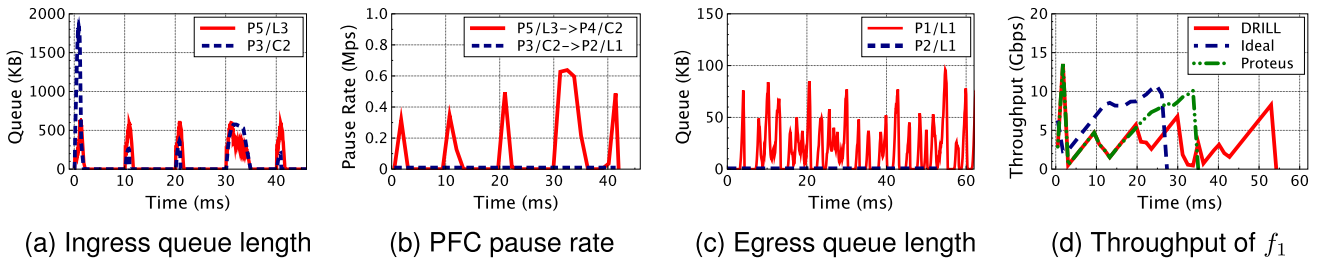 Queue (KB)
2000
1500
1000
500
0
P5/L3
P3/C2
0 10 20 30 40
Time (ms)
(a) Ingress queue length
Pause Rate (Mps)
1.0
0.8
0.6
0.4
0.2
0
P5/L3->P4/C2
P3/C2->P2/L1
0 10 20 30 40
Time (ms)
(b) PFC pause rate
Queue (KB)
150
100
50
0
P1/L1
P2/L1
0 10 20 30 40 50 60
Time (ms)
(c) Egress queue length
Throughput (Gbps)
20
15
10
5
0
DRILL
Ideal
Proteus
0 10 20 30 40 50 60
Time (ms)
(d) Throughput of f1